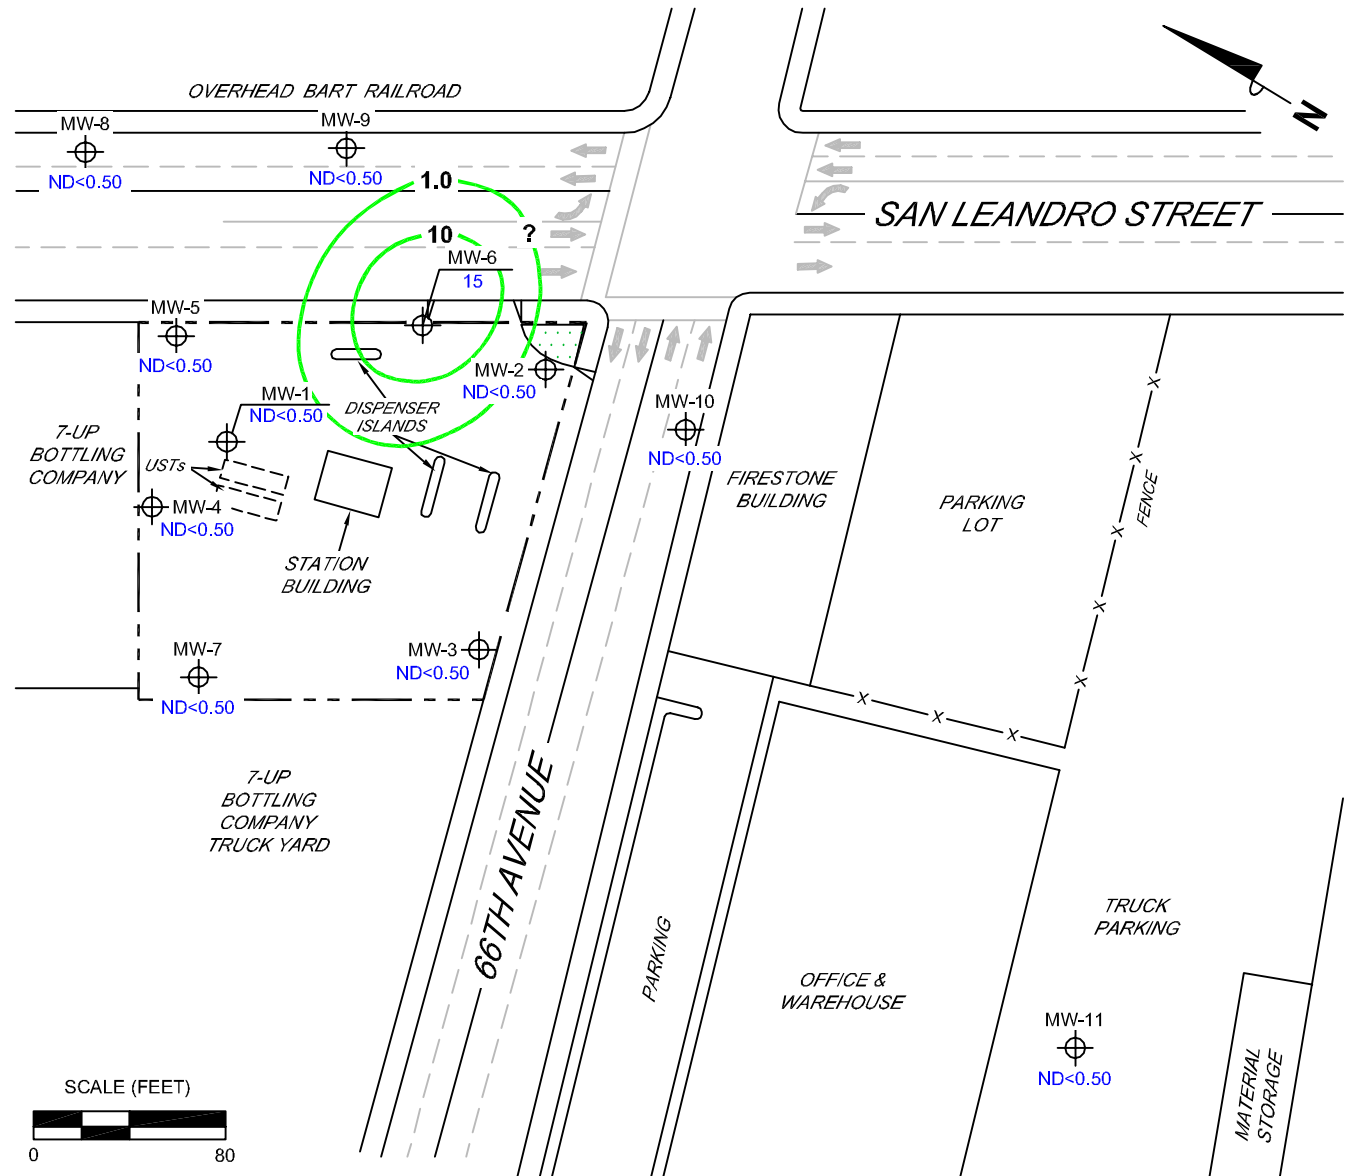 OVERHEAD BART RAILROAD
N
MW-8
ND<0.50
MW-9
ND<0.50
1.0
SAN LEANDRO STREET
10
?
MW-6
15
MW-5
ND<0.50
MW-2
ND<0.50
MW-1
ND<0.50
DISPENSER
ISLANDS
MW-10
ND<0.50
7-UP
BOTTLING
COMPANY
USTs
MW-4
ND<0.50
STATION
BUILDING
FIRESTONE
BUILDING
PARKING
LOT
X
X
FENCE
X
X
X
X
X
X
MW-7
ND<0.50
MW-3
ND<0.50
7-UP
BOTTLING
COMPANY
TRUCK YARD
66TH AVENUE
PARKING
OFFICE &
WAREHOUSE
TRUCK
PARKING
MW-11
ND<0.50
MATERIAL
STORAGE
SCALE (FEET)
0
80